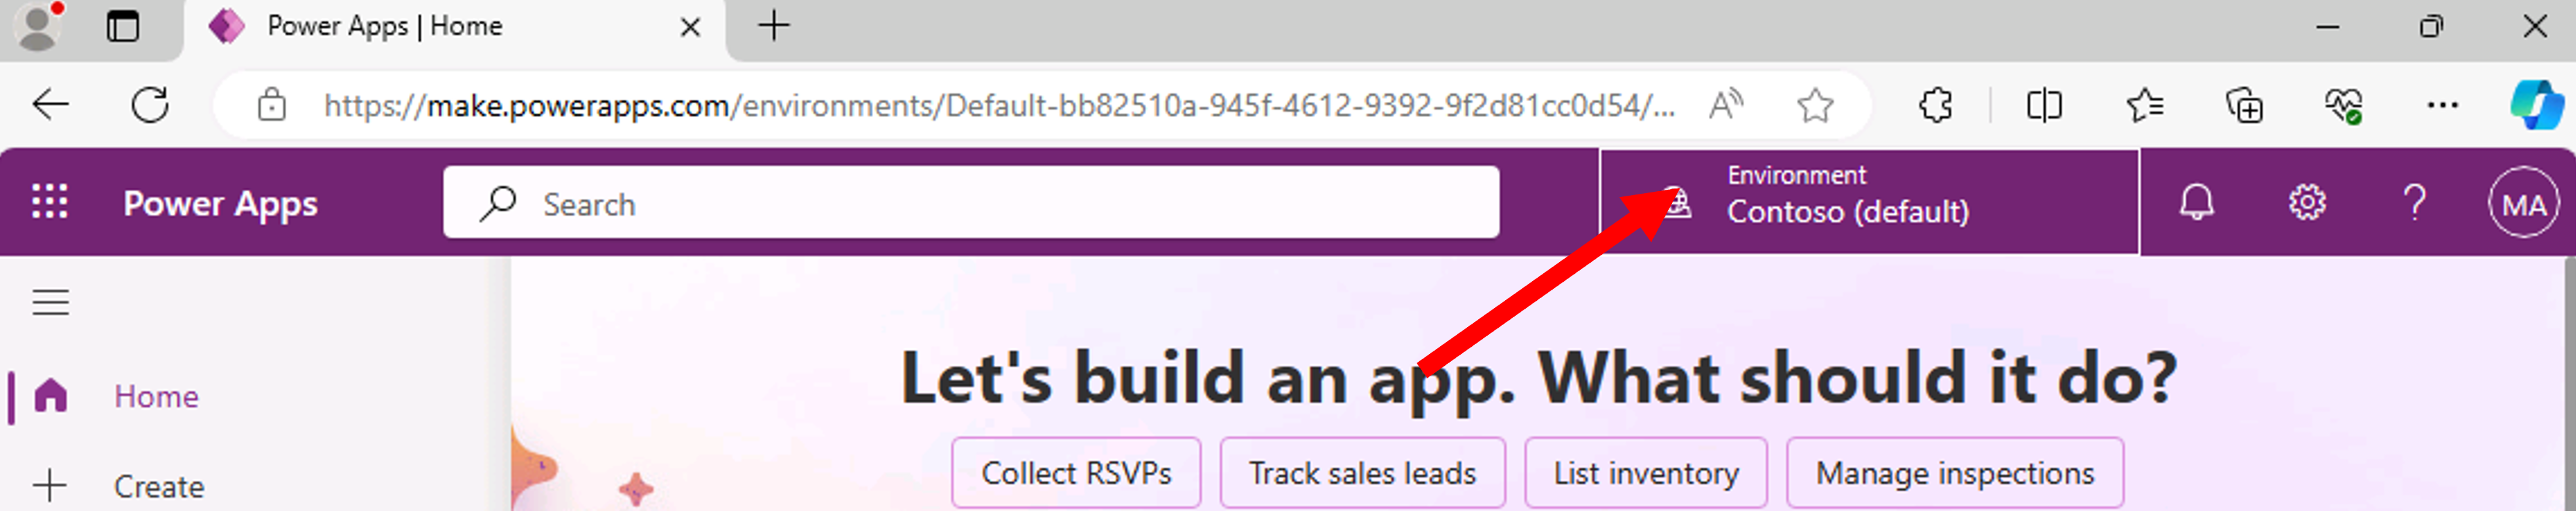 Power Apps | Home
https://make.powerapps.com/environments/Default-bb82510a-945f-4612-9392-9f2d81cc0d54/...
Power Apps
Search
Environment
Contoso (default)
?
MA
Let's build an app. What should it do?
Home
Collect RSVPs
Track sales leads
List inventory
Manage inspections
Create